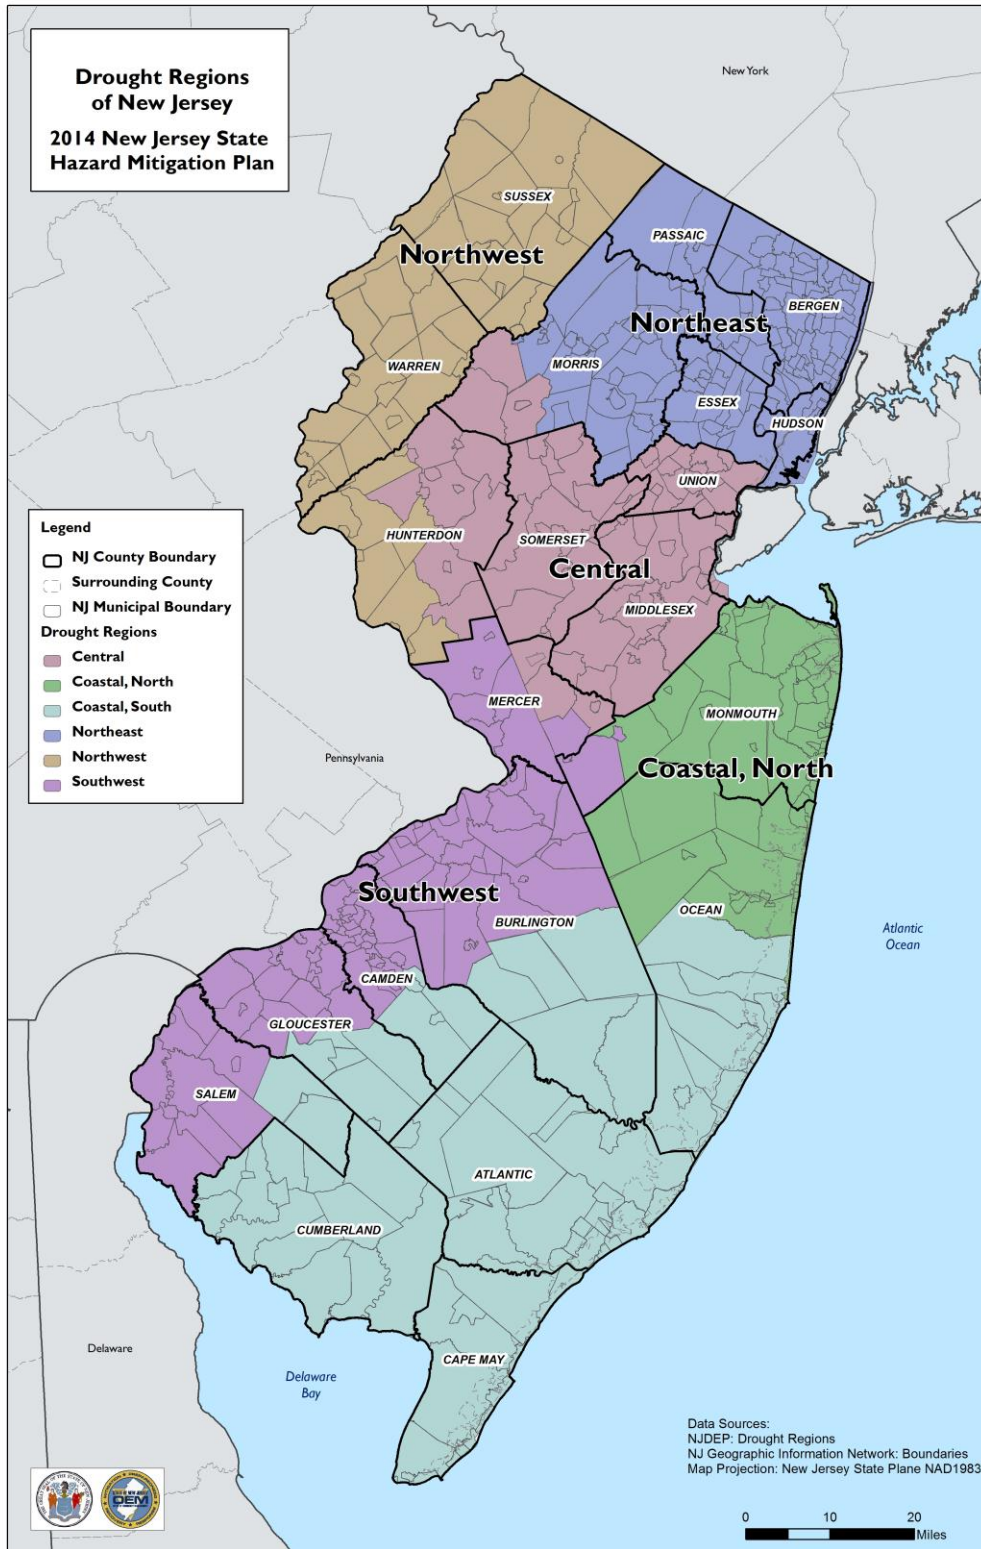 Drought Regions
of New Jersey
2014 New Jersey State
Hazard Mitigation Plan
New York
SUSSEX
PASSAIC
Northwest
BERGEN
Northeast
WARREN
MORRIS
ESSEX
HUDSON
UNION
HUNTERDON
SOMERSET
Central
MIDDLESEX
MERCER
MONMOUTH
Pennsylvania
Coastal, North
Southwest
OCEAN
BURLINGTON
Atlantic
Ocean
CAMDEN
GLOUCESTER
SALEM
ATLANTIC
CUMBERLAND
Delaware
CAPE MAY
Delaware
Bay
Legend
NJ County Boundary
Surrounding County
NJ Municipal Boundary
Drought Regions
Central
Coastal, North
Coastal, South
Northeast
Northwest
Southwest
Data Sources:
NJDEP: Drought Regions
NJ Geographic Information Network: Boundaries
Map Projection: New Jersey State Plane NAD1983
0 10 20
Miles
OEM